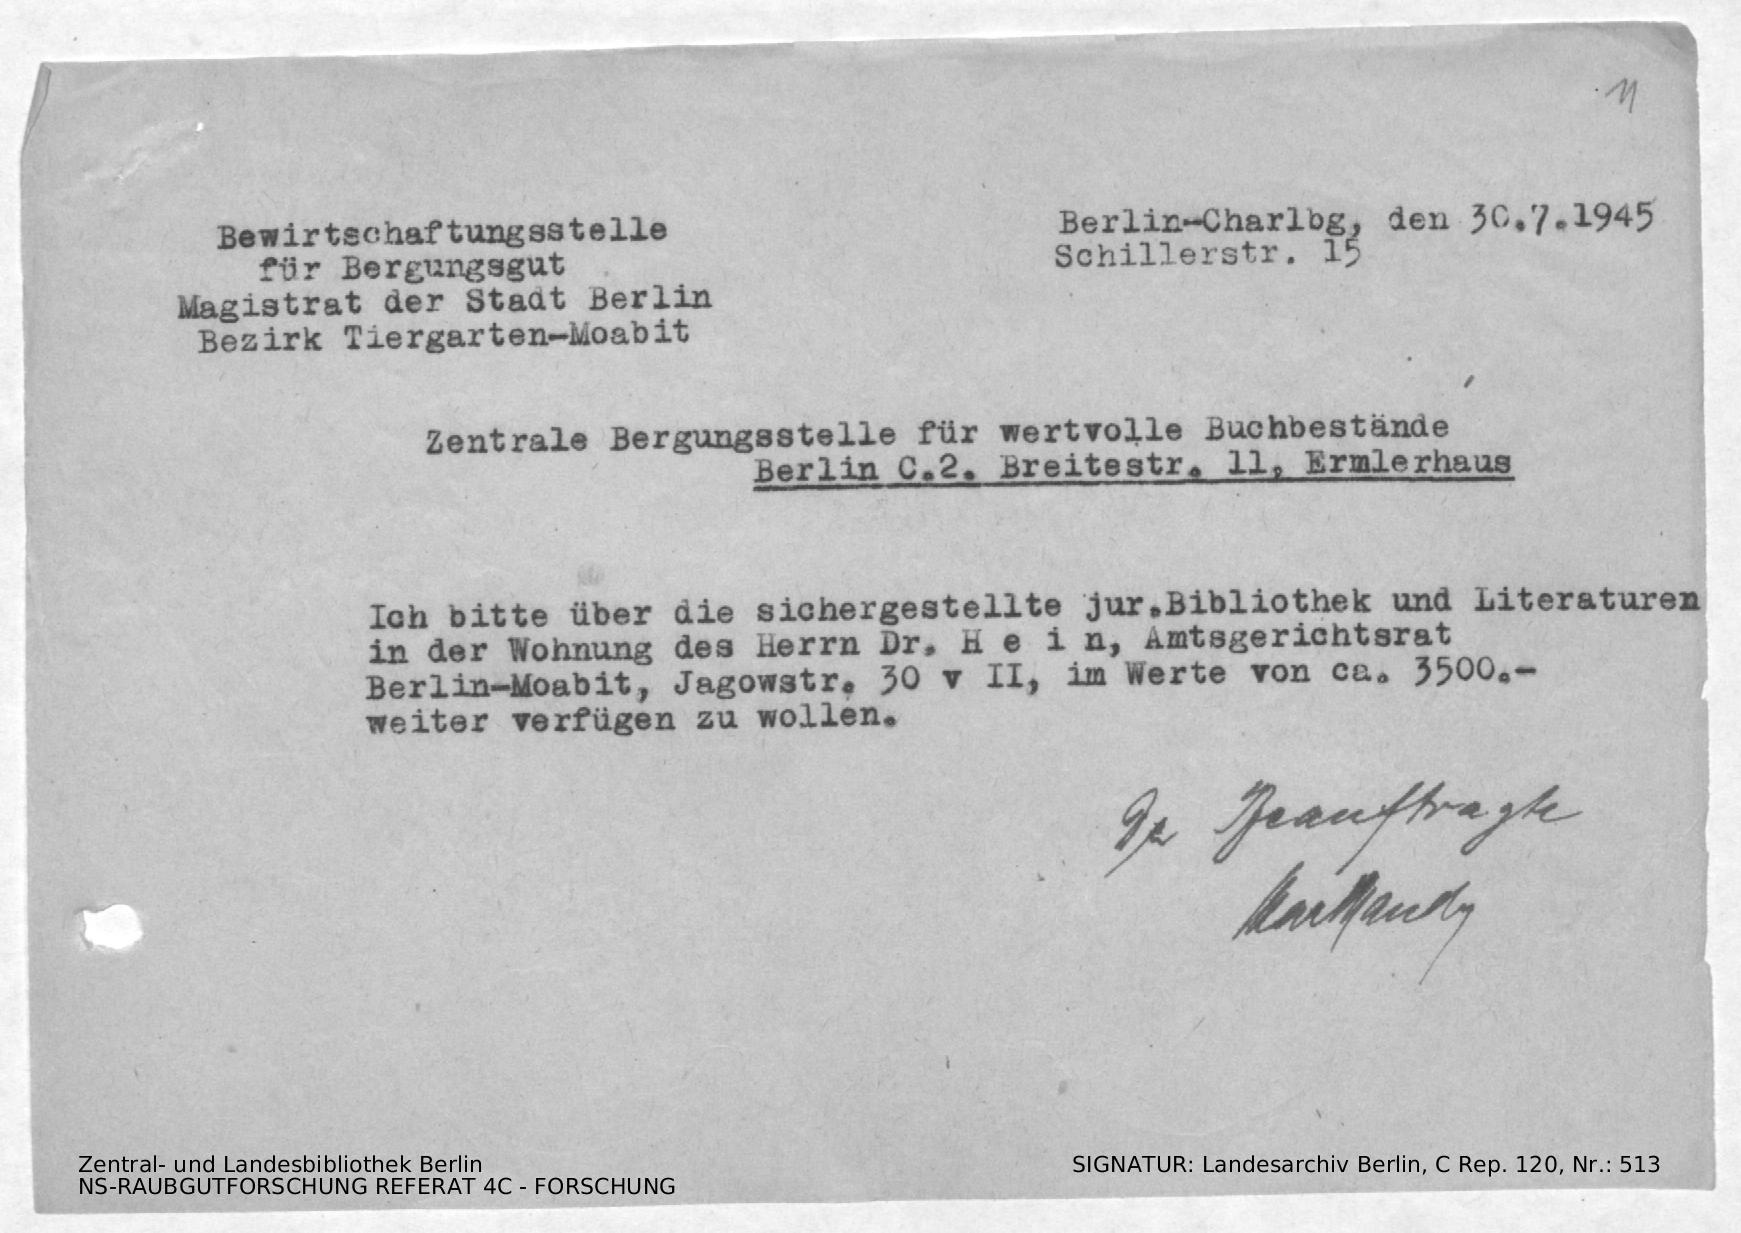 11
Bewirtschaftungsstelle
für Bergungsgut
Magistrat der Stadt Berlin
Bezirk Tiergarten-Moabit
Berlin-Charlbg, den 30.7.1945
Schillerstr. 15
Zentrale Bergungsstelle für wertvolle Buchbestände
Berlin C.2. Breitestr. 11, Ermlerhaus
Ich bitte über die sichergestellte jur.Bibliothek und Literaturen
in der Wohnung des Herrn Dr. H e i n, Amtsgerichtsrat
Berlin-Moabit, Jagowstr. 30 v II, im Werte von ca. 3500.-
weiter verfügen zu wollen.
Der Beauftragte
Zentral- und Landesbibliothek Berlin
NS-RAUBGUTFORSCHUNG REFERAT 4C - FORSCHUNG
SIGNATUR: Landesarchiv Berlin, C Rep. 120, Nr.: 513